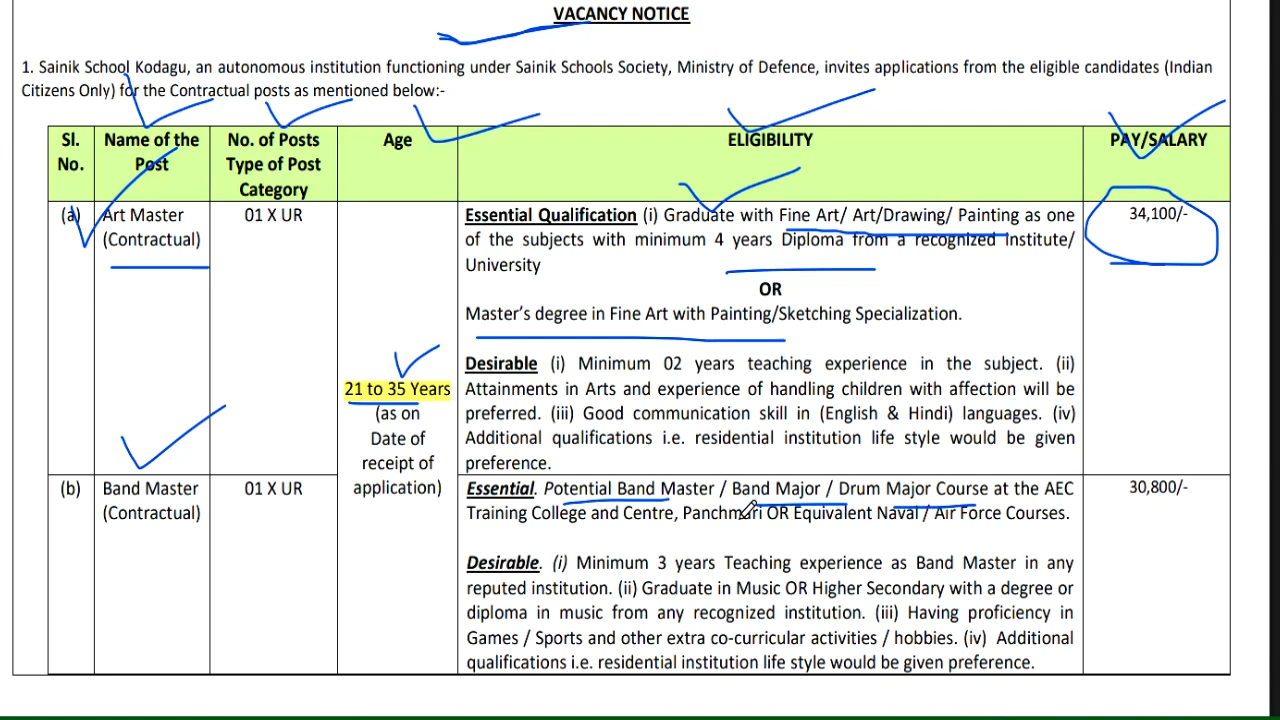 VACANCY NOTICE
1. Sainik School Kodagu, an autonomous institution functioning under Sainik Schools Society, Ministry of Defence, invites applications from the eligible candidates (Indian
Citizens Only) for the Contractual posts as mentioned below:-
Sl. No.
Name of the Post
No. of Posts Type of Post Category
Age
ELIGIBILITY
PAY/SALARY
(a)
Art Master
(Contractual)
01 X UR
21 to 35 Years
(as on
Date of
receipt of
application)
Essential Qualification (i) Graduate with Fine Art/ Art/Drawing/ Painting as one
of the subjects with minimum 4 years Diploma from a recognized Institute/
University
OR
Master's degree in Fine Art with Painting/Sketching Specialization.
Desirable (i) Minimum 02 years teaching experience in the subject. (ii)
Attainments in Arts and experience of handling children with affection will be
preferred. (iii) Good communication skill in (English & Hindi) languages. (iv)
Additional qualifications i.e. residential institution life style would be given
preference.
34,100/-
(b)
Band Master
(Contractual)
01 X UR
Essential. Potential Band Master / Band Major / Drum Major Course at the AEC
Training College and Centre, Panchmari OR Equivalent Naval / Air Force Courses.
Desirable. (i) Minimum 3 years Teaching experience as Band Master in any
reputed institution. (ii) Graduate in Music OR Higher Secondary with a degree or
diploma in music from any recognized institution. (iii) Having proficiency in
Games / Sports and other extra co-curricular activities / hobbies. (iv) Additional
qualifications i.e. residential institution life style would be given preference.
30,800/-